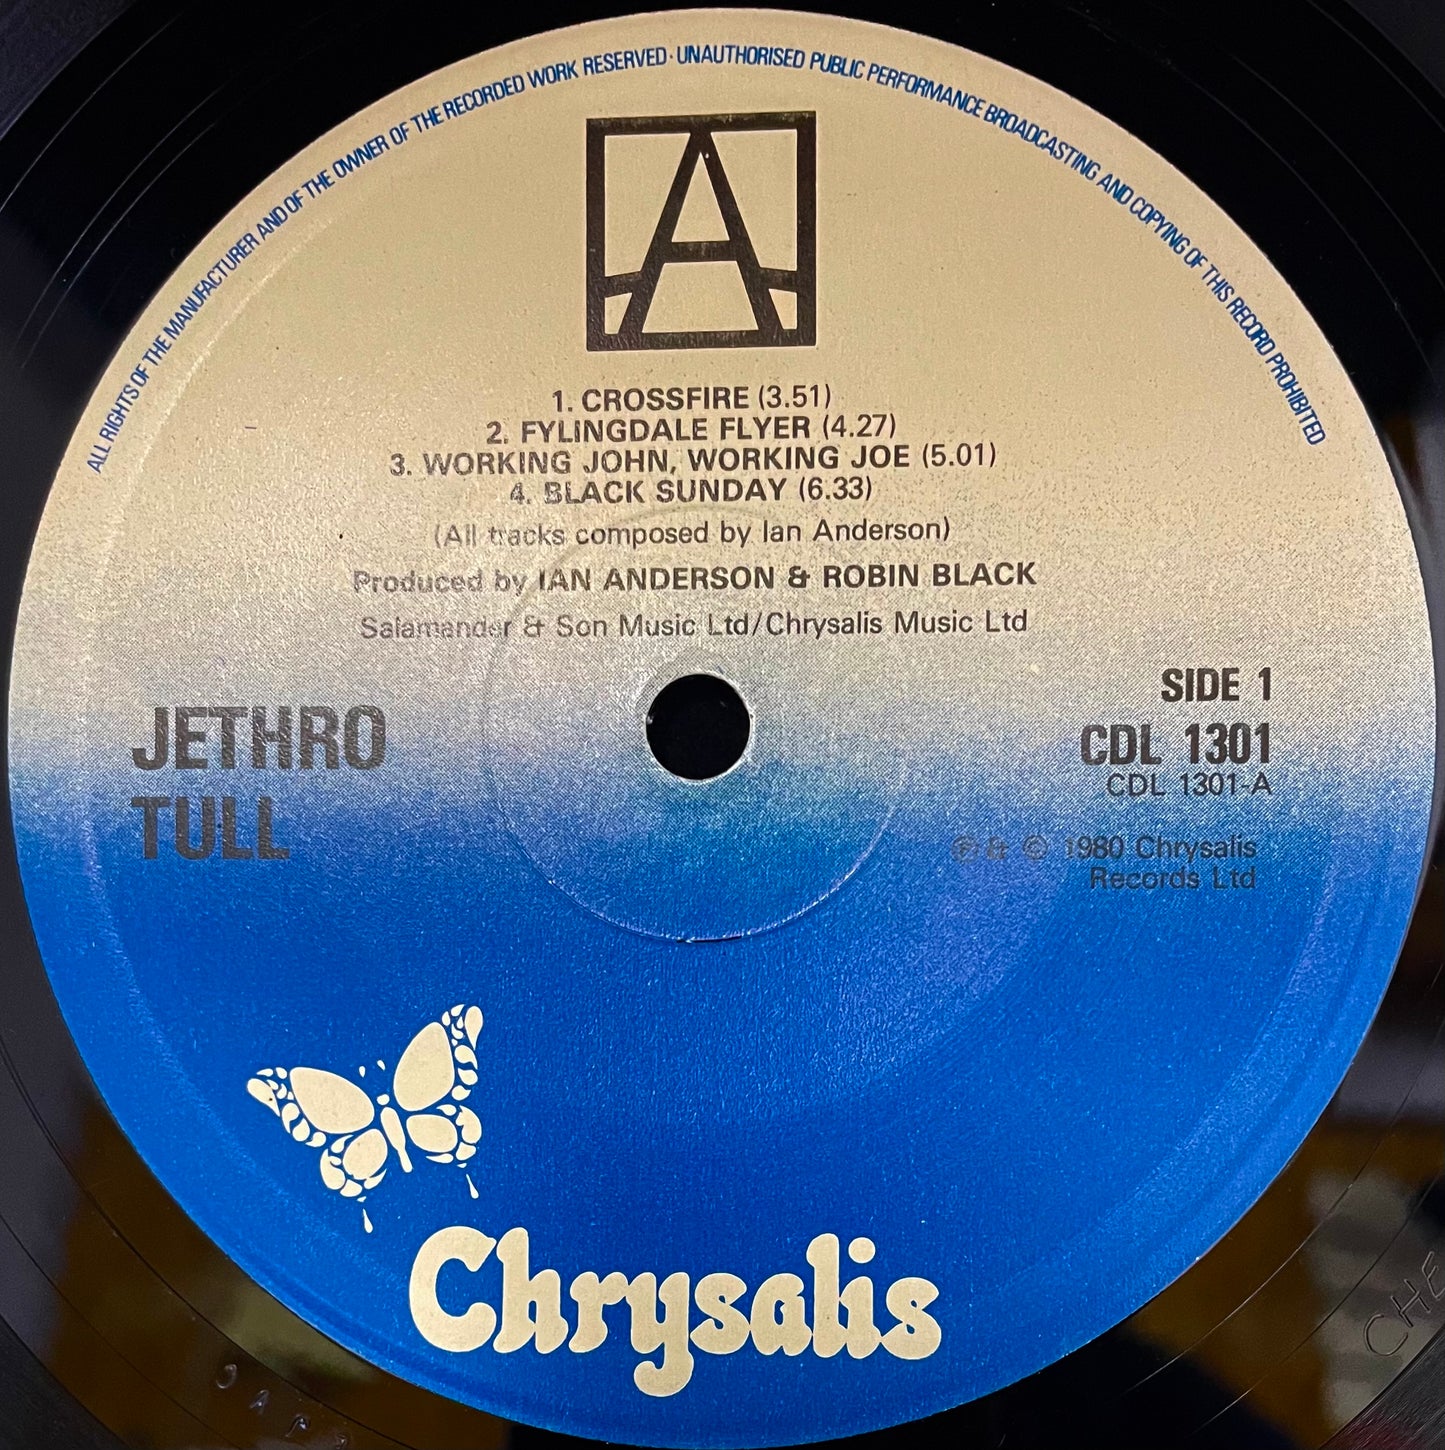 ALL RIGHTS OF THE MANUFACTURER AND OF THE OWNER OF THE RECORDED WORK RESERVED · UNAUTHORISED PUBLIC PERFORMANCE BROADCASTING AND COPYING OF THIS RECORD PROHIBITED
A
1. CROSSFIRE (3.51)
2. FYLINGDALE FLYER (4.27)
3. WORKING JOHN, WORKING JOE (5.01)
4. BLACK SUNDAY (6.33)
(All tracks composed by Ian Anderson)
Produced by IAN ANDERSON & ROBIN BLACK
Salamander & Son Music Ltd/Chrysalis Music Ltd
JETHRO
TULL
SIDE 1
CDL 1301
CDL 1301-A
℗ & © 1980 Chrysalis
Records Ltd
Chrysalis
CHE